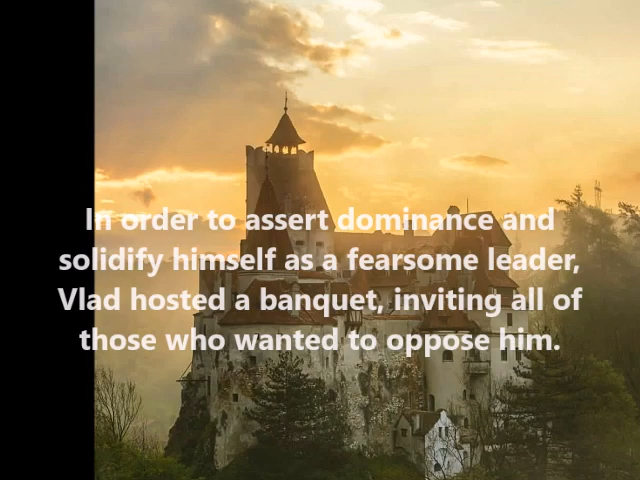 In order to assert dominance and
solidify himself as a fearsome leader,
Vlad hosted a banquet, inviting all of
those who wanted to oppose him.